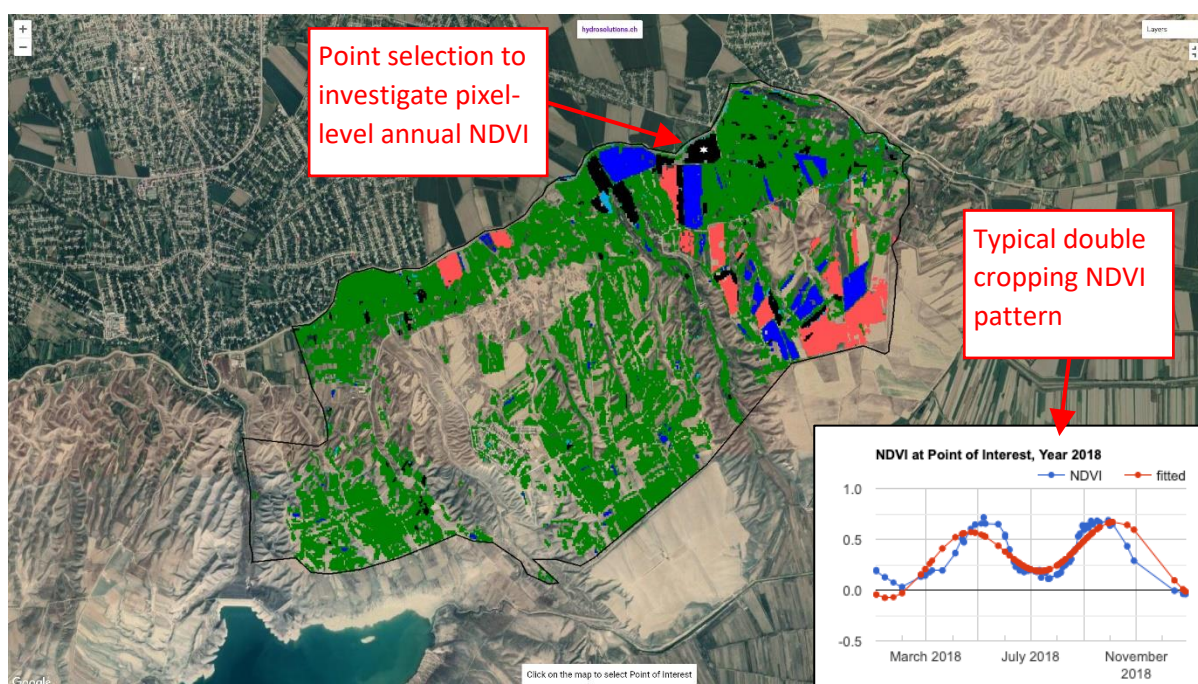 +
−
hydrosolutions.ch
Layers
Point selection to
investigate pixel-
level annual NDVI
Typical double
cropping NDVI
pattern
NDVI at Point of Interest, Year 2018
NDVI
fitted
1.0
0.5
0.0
-0.5
March 2018
July 2018
November
2018
Click on the map to select Point of Interest
Google